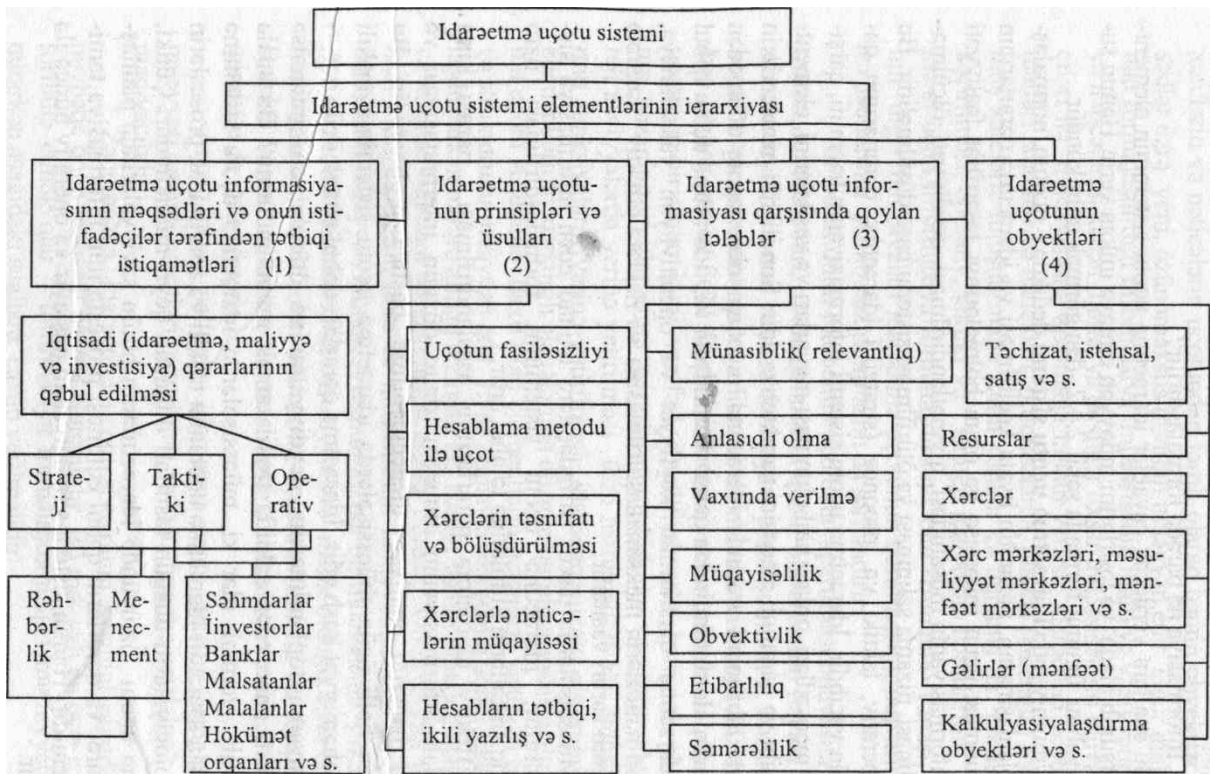 Idarəetmə uçotu sistemi
Idarəetmə uçotu sistemi elementlərinin ierarxiyası
Idarəetmə uçotu informasiya-
sının məqsədləri və onun isti-
fadəçilər tərəfindən tətbiqi
istiqamətləri (1)
Idarəetmə uçotu-
nun prinsipləri və
üsulları
(2)
Idarəetmə uçotu infor-
masiyası qarşısında qoylan
tələblər (3)
Idarəetmə
uçotunun
obyektləri
(4)
Iqtisadi (idarəetmə, maliyyə
və investisiya) qərarlarının
qəbul edilməsi
Strate-
ji
Takti-
ki
Ope-
rativ
Rəh-
bər-
lik
Me-
nec-
ment
Səhmdarlar
İinvestorlar
Banklar
Malsatanlar
Malalanlar
Hökümət
orqanları və s.
Uçotun fasiləsizliyi
Hesablama metodu
ilə uçot
Xərclərin təsnifatı
və bölüşdürülməsi
Xərclərlə nəticə-
lərin müqayisəsi
Hesabların tətbiqi,
ikili yazılış və s.
Münasiblik( relevantlıq)
Anlasıqlı olma
Vaxtında verilmə
Müqayisəlilik
Obvektivlik
Etibarlılıq
Səmərəlilik
Təchizat, istehsal,
satış və s.
Resurslar
Xərclər
Xərc mərkəzləri, məsu-
liyyət mərkəzləri, mən-
fəət mərkəzləri və s.
Gəlirlər (mənfəət)
Kalkulyasiyalaşdırma
obyektləri və s.